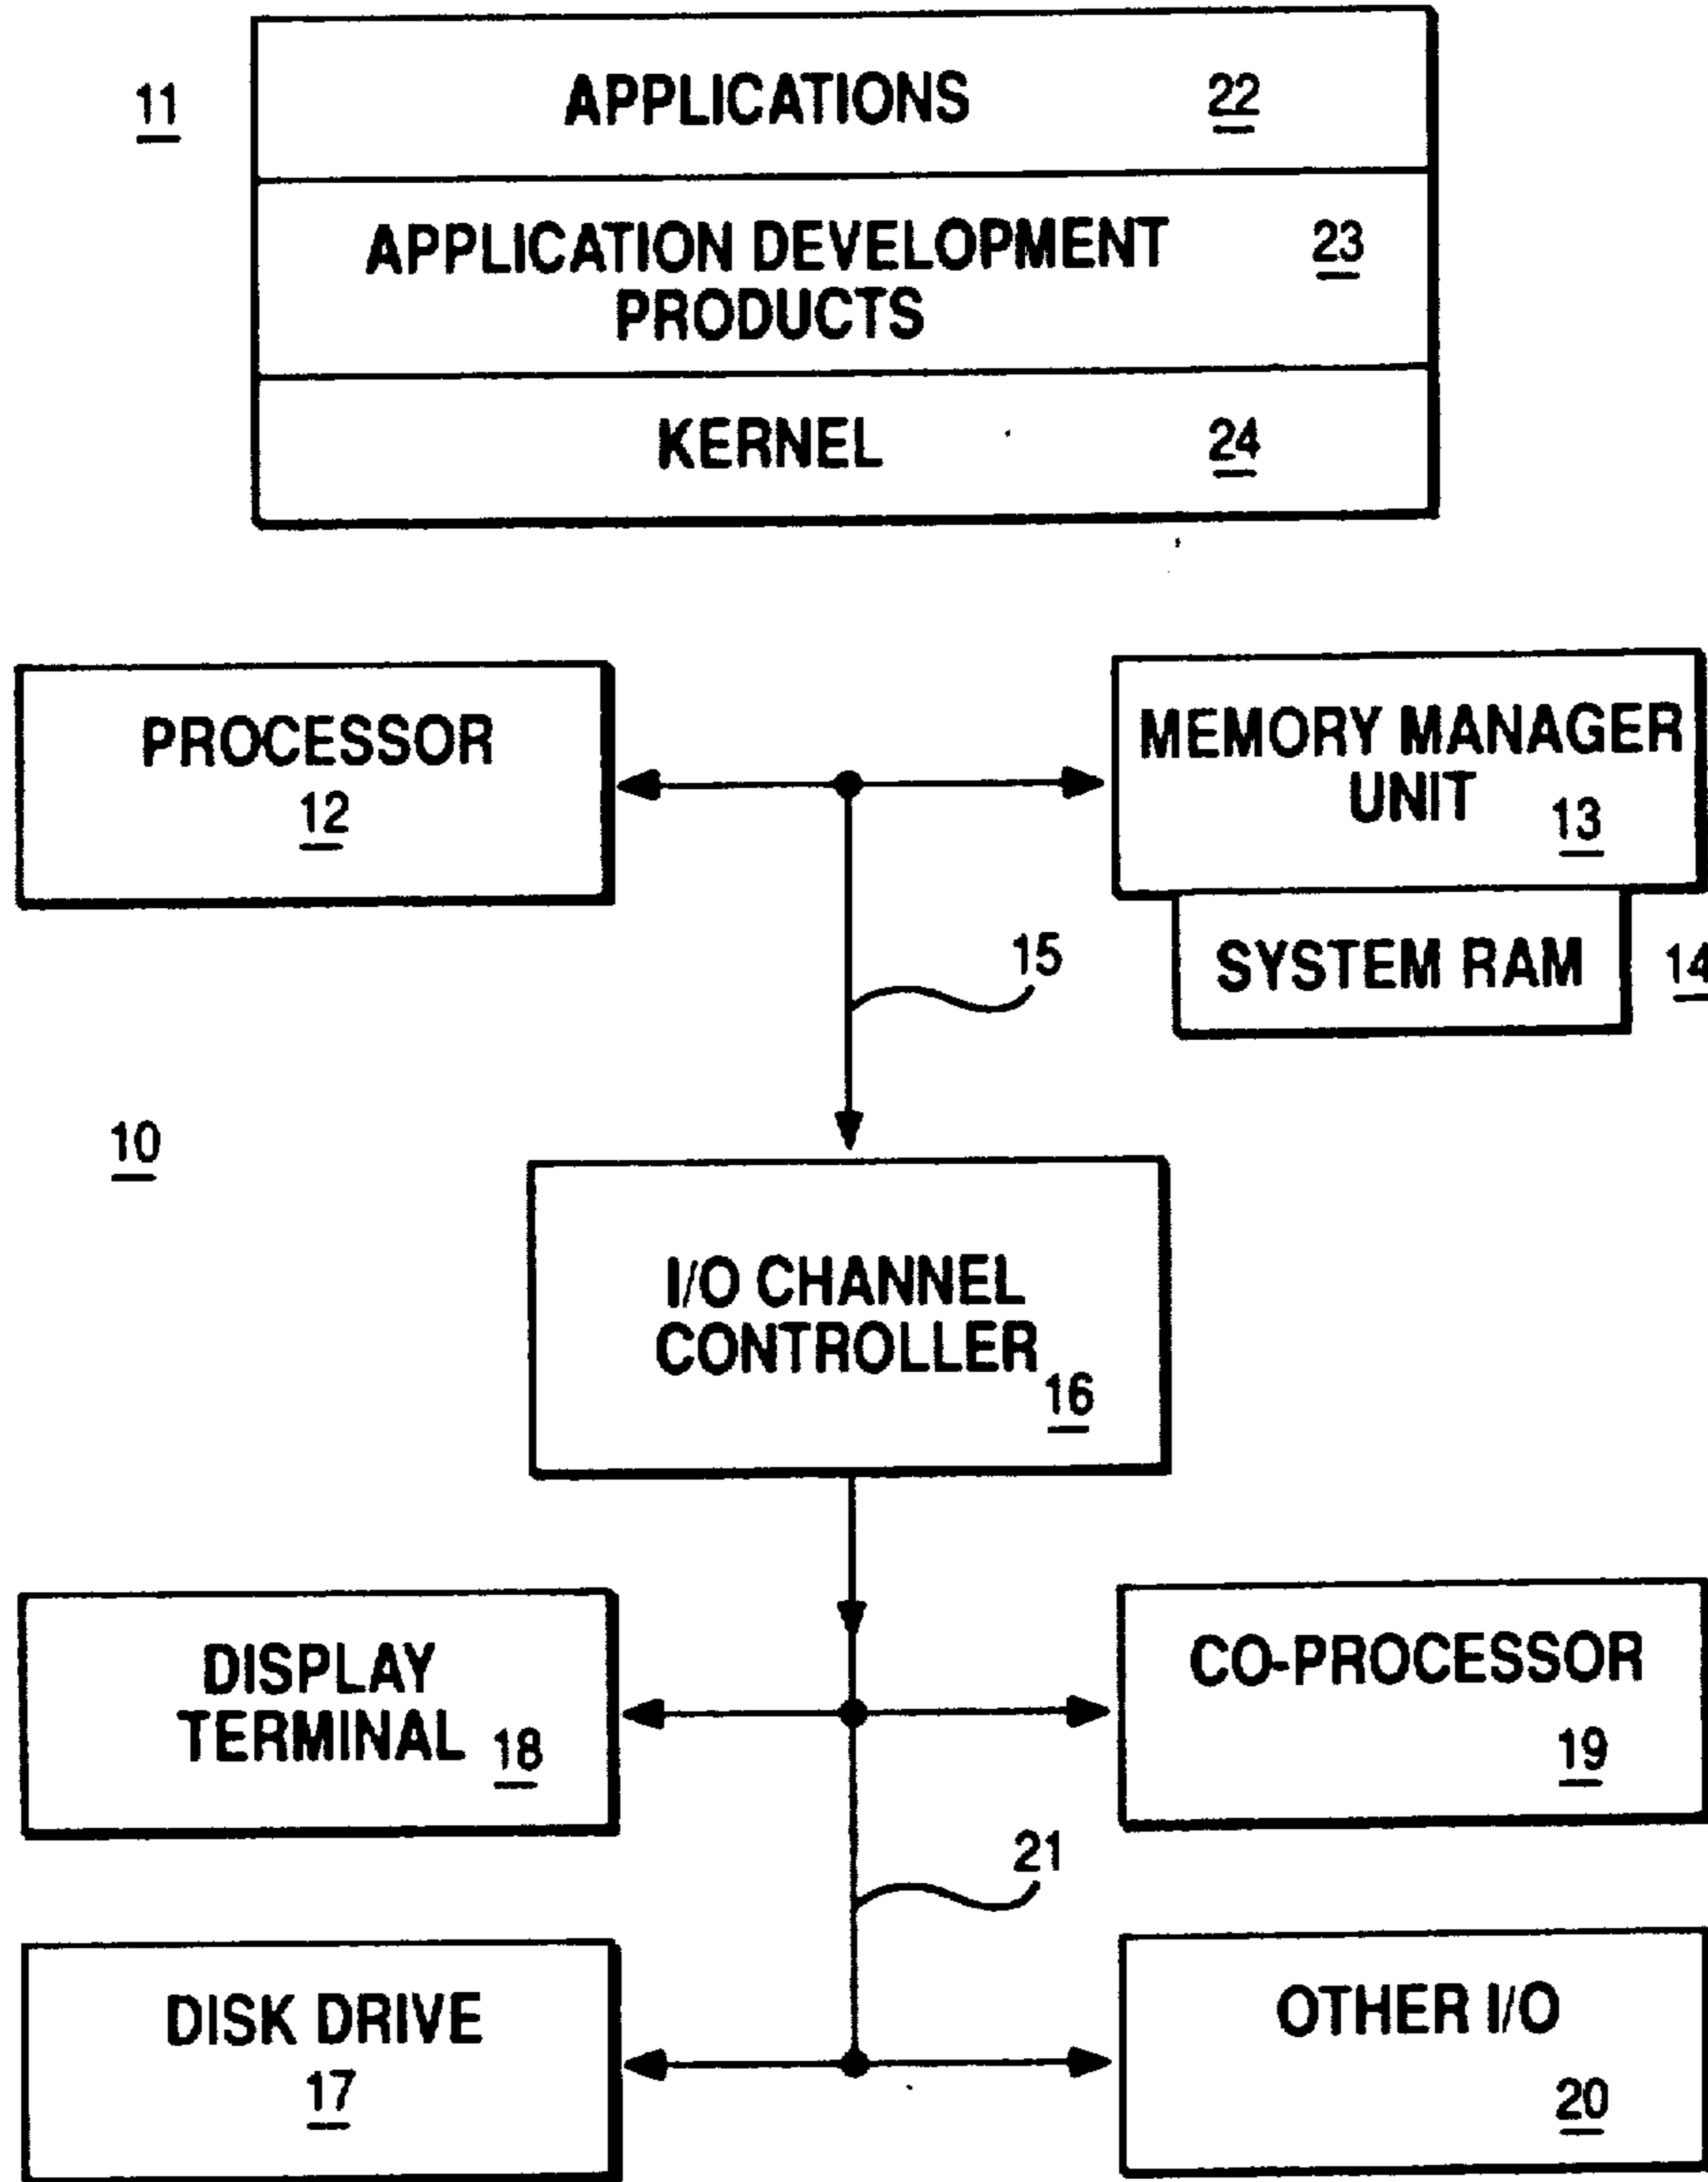 11
APPLICATIONS 22
APPLICATION DEVELOPMENT 23
PRODUCTS
KERNEL 24
PROCESSOR
12
MEMORY MANAGER
UNIT 13
SYSTEM RAM 14
15
10
I/O CHANNEL
CONTROLLER
16
DISPLAY
TERMINAL 18
CO-PROCESSOR
19
21
DISK DRIVE
17
OTHER I/O
20